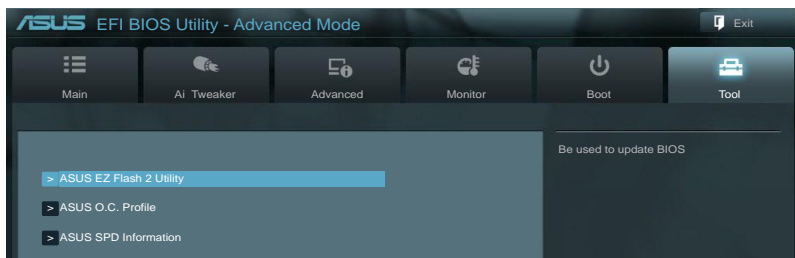 ASUS EFI BIOS Utility - Advanced Mode
Exit
Main
Ai Tweaker
Advanced
Monitor
Boot
Tool
Be used to update BIOS
> ASUS EZ Flash 2 Utility
> ASUS O.C. Profile
> ASUS SPD Information